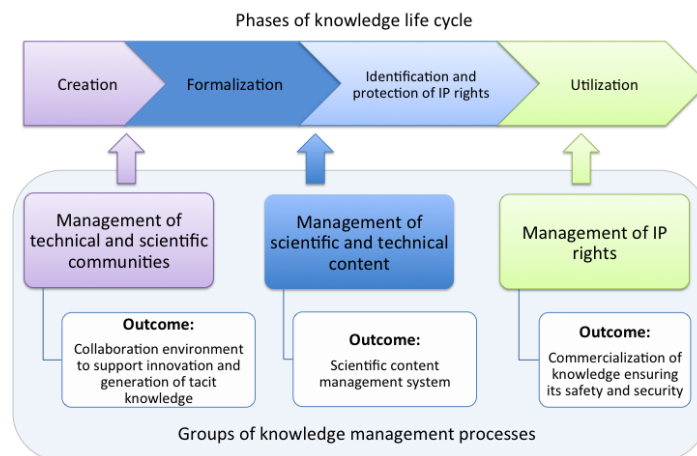 Phases of knowledge life cycle
Creation
Formalization
Identification and
protection of IP rights
Utilization
Management of
technical and scientific
communities
Management of
scientific and technical
content
Management of IP
rights
Outcome:
Collaboration environment
to support innovation and
generation of tacit
knowledge
Outcome:
Scientific content
management system
Outcome:
Commercialization of
knowledge ensuring
its safety and security
Groups of knowledge management processes